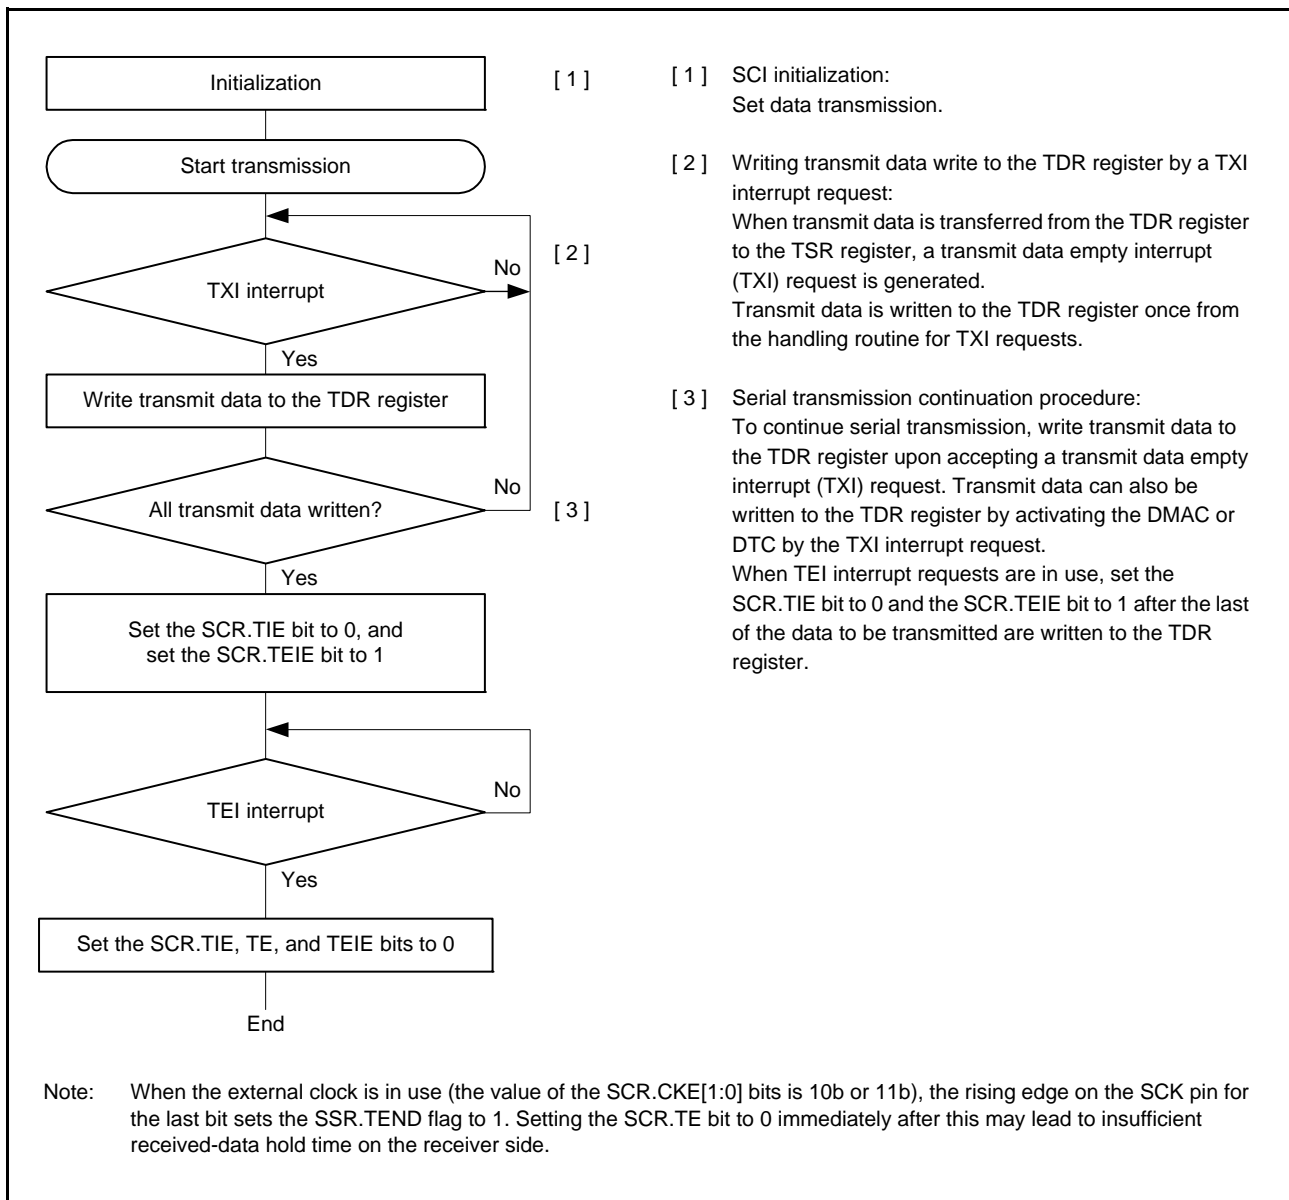 Initialization
[ 1 ]
Start transmission
[ 2 ]
TXI interrupt
No
Yes
Write transmit data to the TDR register
All transmit data written?
No
[ 3 ]
Yes
Set the SCR.TIE bit to 0, and
set the SCR.TEIE bit to 1
TEI interrupt
No
Yes
Set the SCR.TIE, TE, and TEIE bits to 0
End
[ 1 ] SCI initialization:
Set data transmission.
[ 2 ] Writing transmit data write to the TDR register by a TXI
interrupt request:
When transmit data is transferred from the TDR register
to the TSR register, a transmit data empty interrupt
(TXI) request is generated.
Transmit data is written to the TDR register once from
the handling routine for TXI requests.
[ 3 ] Serial transmission continuation procedure:
To continue serial transmission, write transmit data to
the TDR register upon accepting a transmit data empty
interrupt (TXI) request. Transmit data can also be
written to the TDR register by activating the DMAC or
DTC by the TXI interrupt request.
When TEI interrupt requests are in use, set the
SCR.TIE bit to 0 and the SCR.TEIE bit to 1 after the last
of the data to be transmitted are written to the TDR
register.
Note: When the external clock is in use (the value of the SCR.CKE[1:0] bits is 10b or 11b), the rising edge on the SCK pin for
the last bit sets the SSR.TEND flag to 1. Setting the SCR.TE bit to 0 immediately after this may lead to insufficient
received-data hold time on the receiver side.